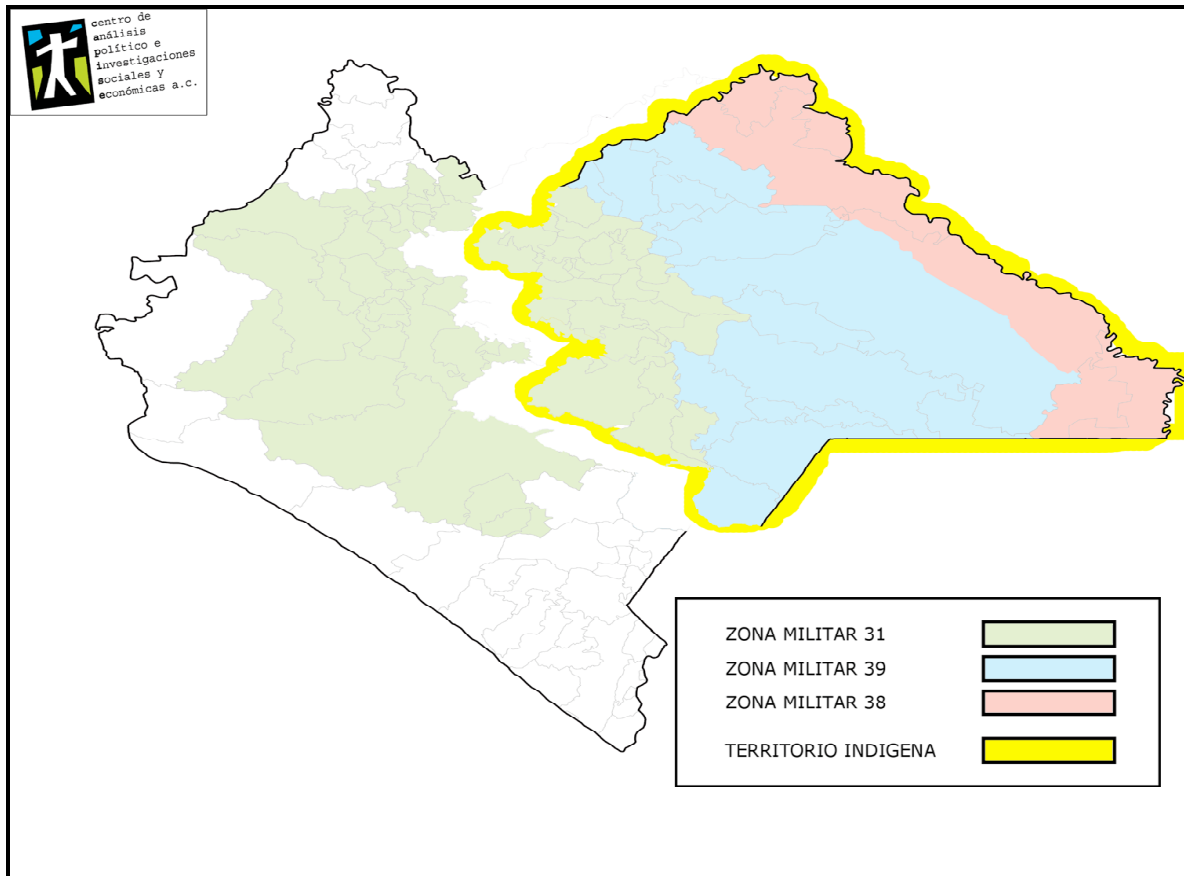 centro de
análisis
político e
investigaciones
sociales y
económicas a.c.
ZONA MILITAR 31
ZONA MILITAR 39
ZONA MILITAR 38
TERRITORIO INDIGENA